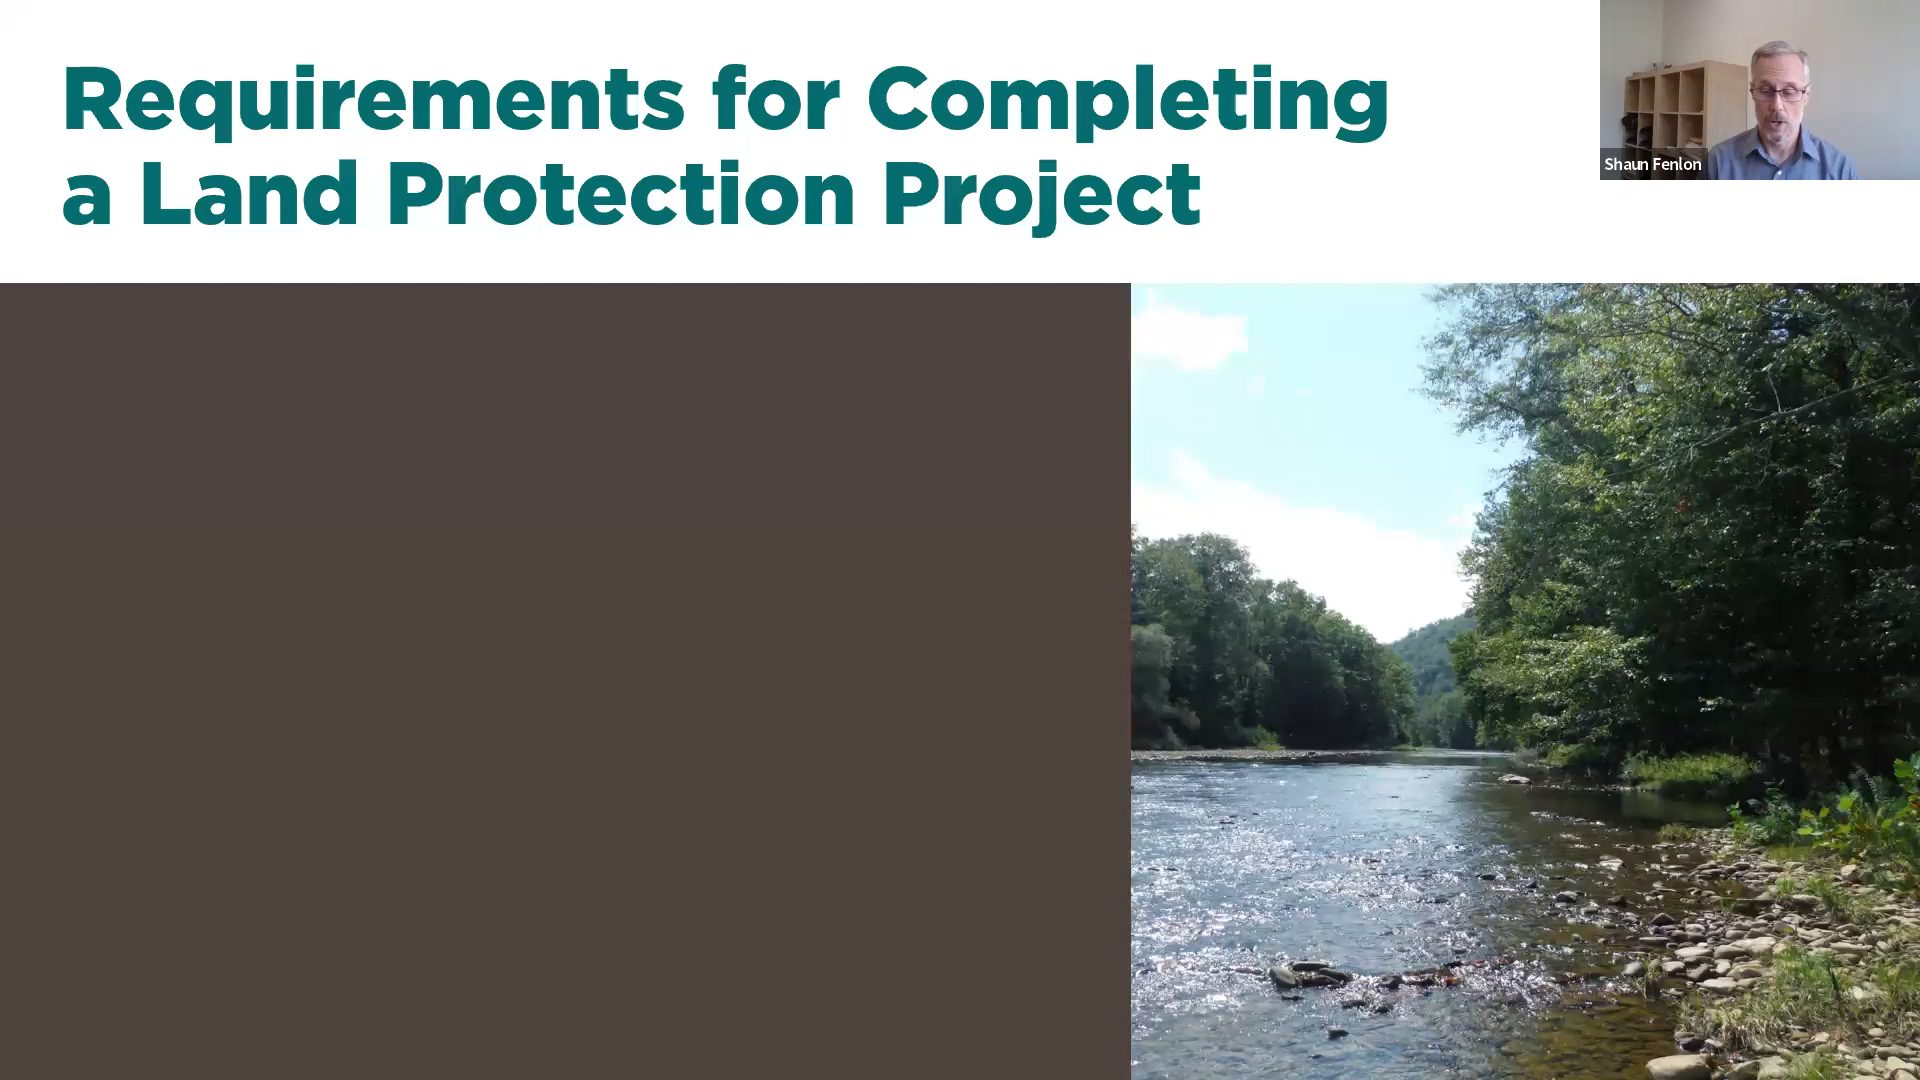 Requirements for Completing
a Land Protection Project
Shaun Fenlon